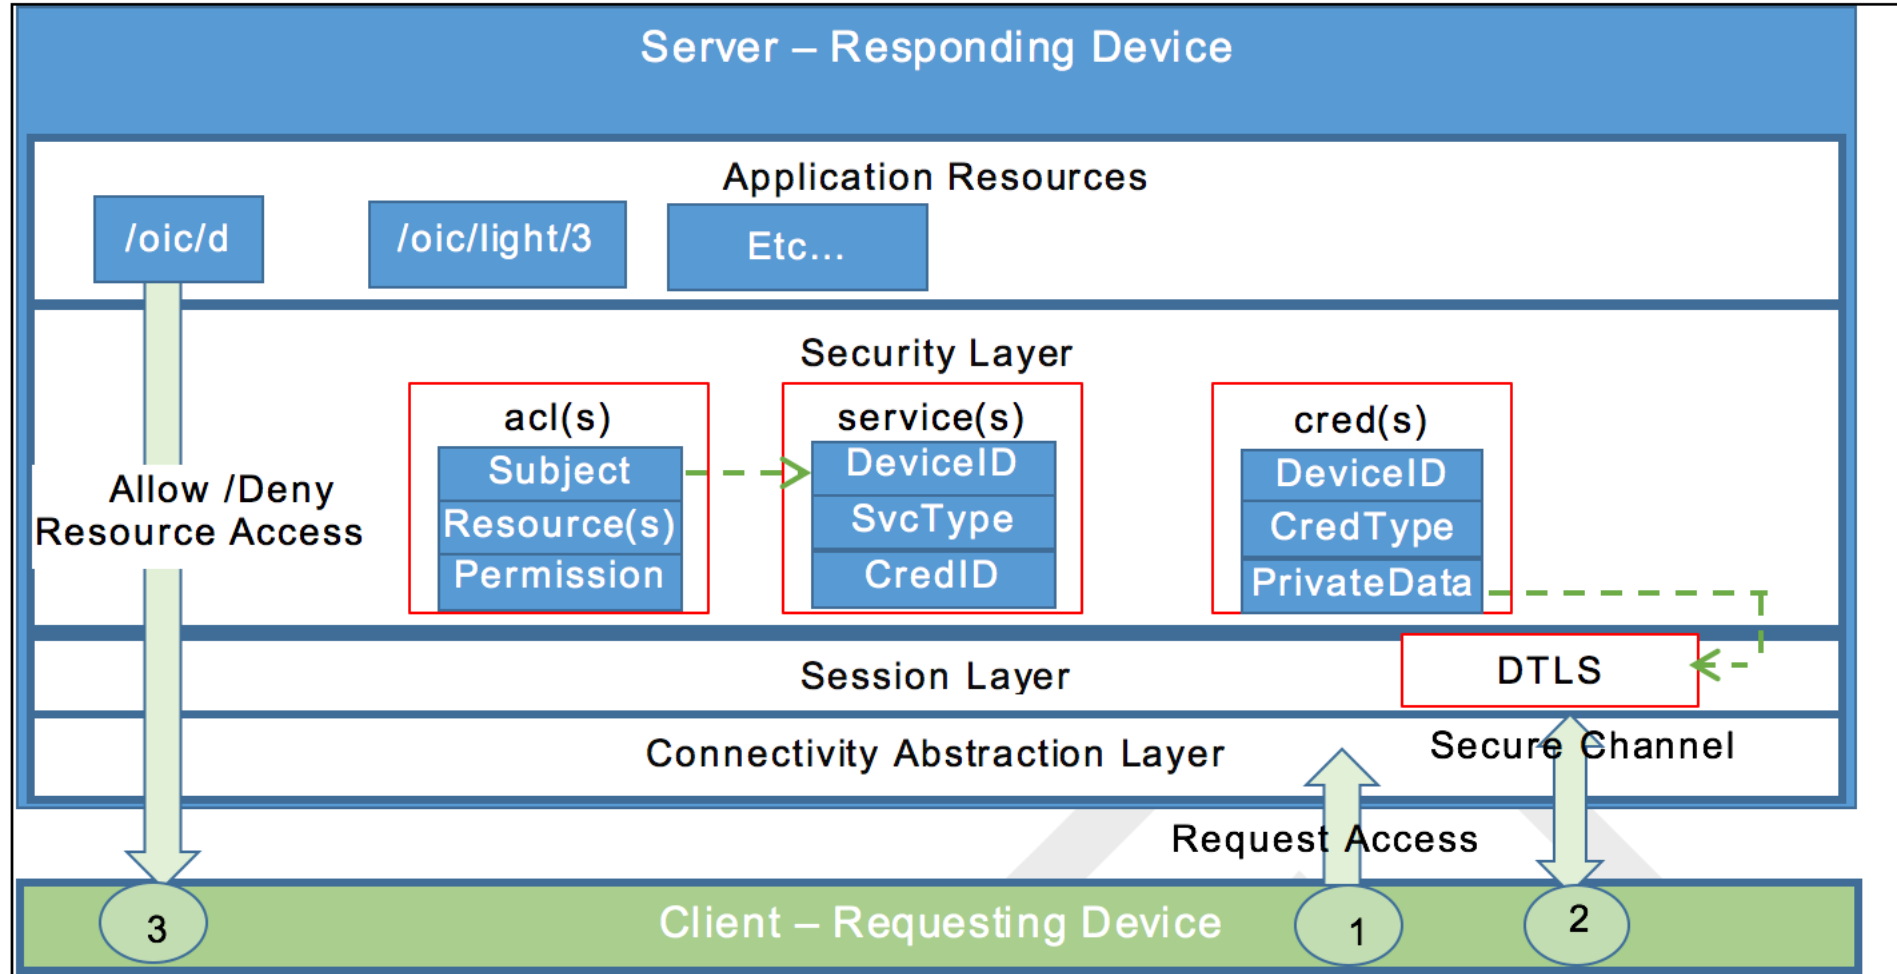 Server – Responding Device
Application Resources
/oic/d
/oic/light/3
Etc...
Security Layer
acl(s)
Subject
Resource(s)
Permission
service(s)
DeviceID
SvcType
CredID
cred(s)
DeviceID
CredType
PrivateData
Allow /Deny
Resource Access
Session Layer
DTLS
Connectivity Abstraction Layer
Secure Channel
Request Access
Client – Requesting Device
3
1
2